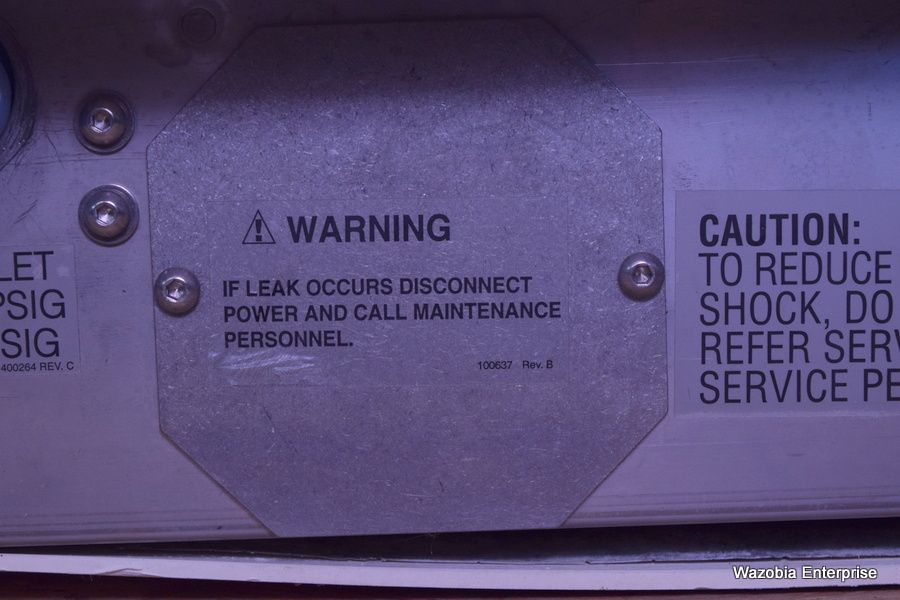 LET
PSIG
SIG
400264 REV. C
WARNING
IF LEAK OCCURS DISCONNECT
POWER AND CALL MAINTENANCE
PERSONNEL.
100637 Rev. B
CAUTION:
TO REDUCE
SHOCK, DO
REFER SERV
SERVICE PE
Wazobia Enterprise